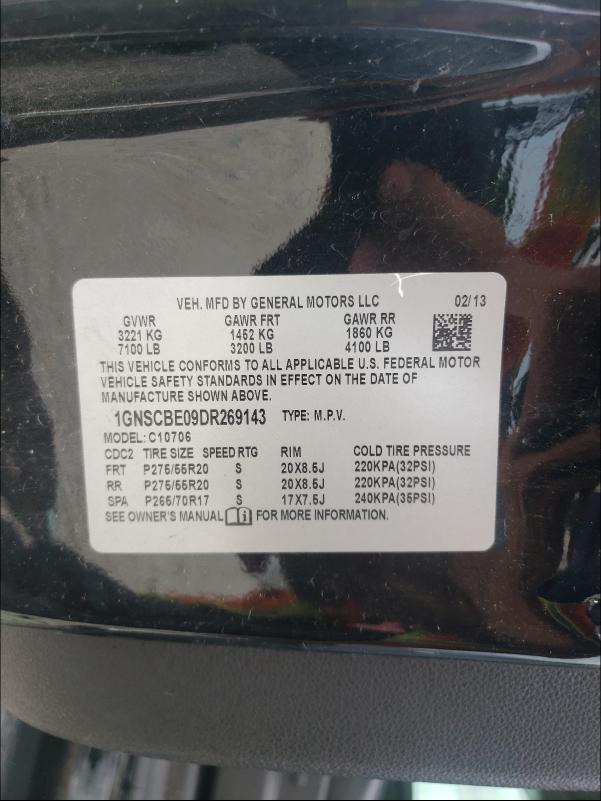 VEH. MFD BY GENERAL MOTORS LLC 02/13
GVWR GAWR FRT GAWR RR
3221 KG 1452 KG 1860 KG
7100 LB 3200 LB 4100 LB
THIS VEHICLE CONFORMS TO ALL APPLICABLE U.S. FEDERAL MOTOR
VEHICLE SAFETY STANDARDS IN EFFECT ON THE DATE OF
MANUFACTURE SHOWN ABOVE.
1GNSCBE09DR269143 TYPE: M.P.V.
MODEL: C10706
CDC2 TIRE SIZE SPEED RTG RIM COLD TIRE PRESSURE
FRT P275/55R20 S 20X8.5J 220KPA(32PSI)
RR P275/55R20 S 20X8.5J 220KPA(32PSI)
SPA P265/70R17 S 17X7.5J 240KPA(35PSI)
SEE OWNER'S MANUAL FOR MORE INFORMATION.